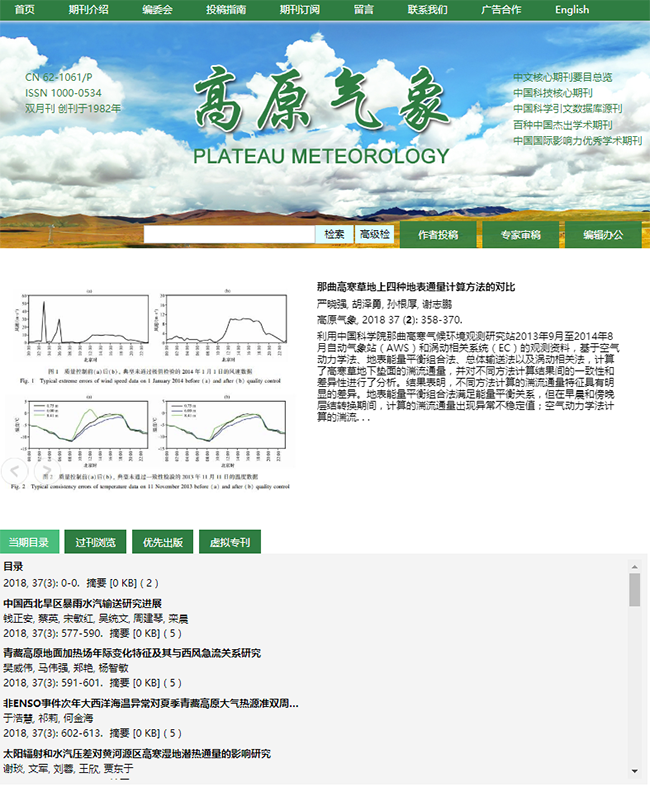 首页 期刊介绍 编委会 投稿指南 期刊订阅 留言 联系我们 广告合作 English
CN 62-1061/P
ISSN 1000-0534
双月刊 创刊于1982年
高原气象
PLATEAU METEOROLOGY
中文核心期刊要目总览
中国科技核心期刊
中国科学引文数据库源刊
百种中国杰出学术期刊
中国国际影响力优秀学术期刊
检索 高级检 作者投稿 专家审稿 编辑办公
(a) (b)
北京时 北京时
图 1 质量控制前(a)后(b)，典型未通过极值检验的 2014 年 1 月 1 日的风速数据
Fig. 1 Typical extreme errors of wind speed data on 1 January 2014 before (a) and after (b) quality control
(a) (b)
0.75 m
北京时 北京时
图 2 质量控制前(a)后(b)，典型未通过一致性检验的 2013 年 11 月 11 日的温度数据
Fig. 2 Typical consistency errors of temperature data on 11 November 2013 before (a) and after (b) quality control
那曲高寒草地上四种地表通量计算方法的对比
严晓强, 胡泽勇, 孙根厚, 谢志鹏
高原气象, 2018 37 (2): 358-370.
利用中国科学院那曲高寒气候环境观测研究站2013年9月至2014年8
月自动气象站（AWS）和涡动相关系统（EC）的观测资料，基于空气
动力学法、地表能量平衡组合法、总体输送法以及涡动相关法，计算
了高寒草地下垫面的湍流通量，并对不同方法计算结果间的一致性和
差异性进行了分析。结果表明，不同方法计算的湍流通量特征具有明
显的差异。地表能量平衡组合法满足能量平衡关系，但在早晨和傍晚
层结转换期间，计算的湍流通量出现异常不稳定值；空气动力学法计
算的湍流...
当期目录 过刊浏览 优先出版 虚拟专刊
目录
2018, 37(3): 0-0. 摘要 [0 KB] ( 2 )
中国西北旱区暴雨水汽输送研究进展
钱正安, 蔡英, 宋敏红, 吴统文, 周建琴, 栾晨
2018, 37(3): 577-590. 摘要 [0 KB] ( 5 )
青藏高原地面加热场年际变化特征及其与西风急流关系研究
樊威伟, 马伟强, 郑艳, 杨智敏
2018, 37(3): 591-601. 摘要 [0 KB] ( 5 )
非ENSO事件次年大西洋海温异常对夏季青藏高原大气热源准双周...
于浩慧, 祁莉, 何金海
2018, 37(3): 602-613. 摘要 [0 KB] ( 5 )
太阳辐射和水汽压差对黄河源区高寒湿地潜热通量的影响研究
谢琰, 文军, 刘蓉, 王欣, 贾东于